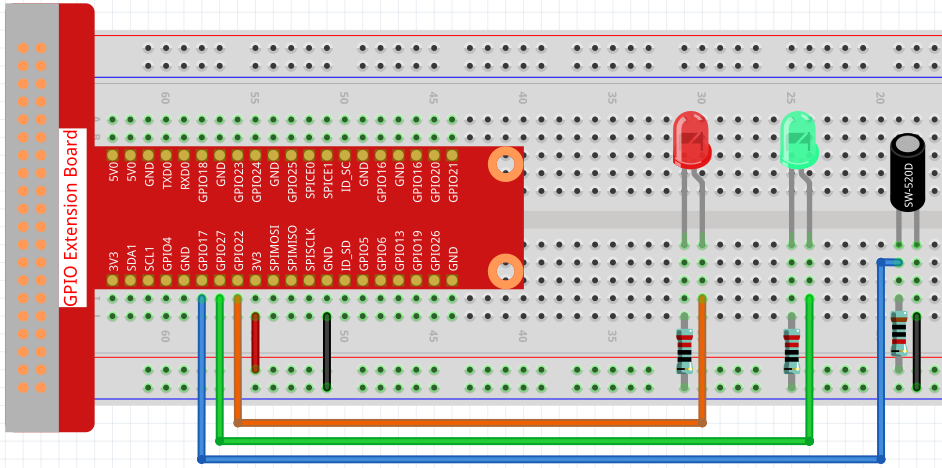 60 55 50 45 40 35 30 25 20
5V0 5V0 GND TXD0 RXD0 GPIO18 GND GPIO23 GPIO24 GND GPIO25 SPICE0 SPICE1 ID_SC GND GPIO16 GND GPIO16 GPIO20 GPIO21
SW-520D
GPIO Extension Board
3V3 SDA1 SCL1 GPIO4 GND GPIO17 GPIO27 GPIO22 3V3 SPIMOSI SPIMISO SPISCLK GND ID_SD GPIO5 GPIO6 GPIO13 GPIO19 GPIO26 GND
60 50 45 40 35